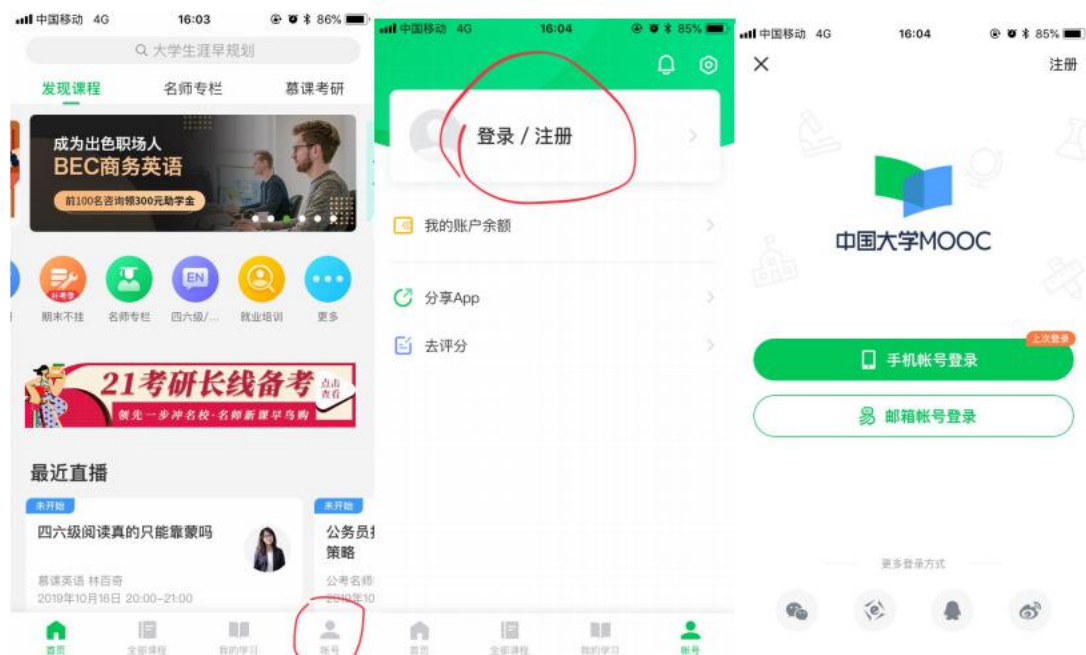 中国移动 4G 16:03 86%
大学生涯早规划
发现课程 名师专栏 慕课考研
成为出色职场人
BEC商务英语
前100名咨询领300元助学金
补考季
EN
期末不挂 名师专栏 四六级/... 就业培训 更多
21考研长线备考
点击
查看
领先一步冲名校·名师新课早鸟购
最近直播
未开始
四六级阅读真的只能靠蒙吗
慕课英语 林百奇
2019年10月16日 20:00-21:00
未开始
公务员
策略
公考名师
2019年10
首页 全部课程 我的学习 账号
中国移动 4G 16:04 85%
登录 / 注册
我的账户余额
分享App
去评分
首页 全部课程 我的学习 账号
中国移动 4G 16:04 85%
注册
中国大学MOOC
上次登录
手机帐号登录
邮箱帐号登录
更多登录方式